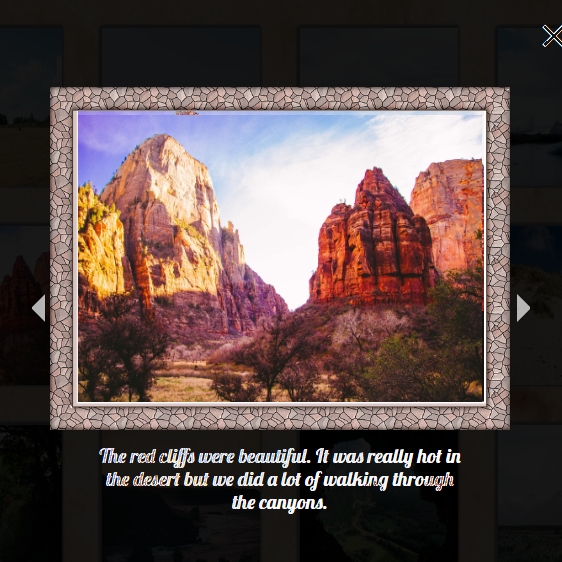 The red cliffs were beautiful. It was really hot in
the desert but we did a lot of walking through
the canyons.